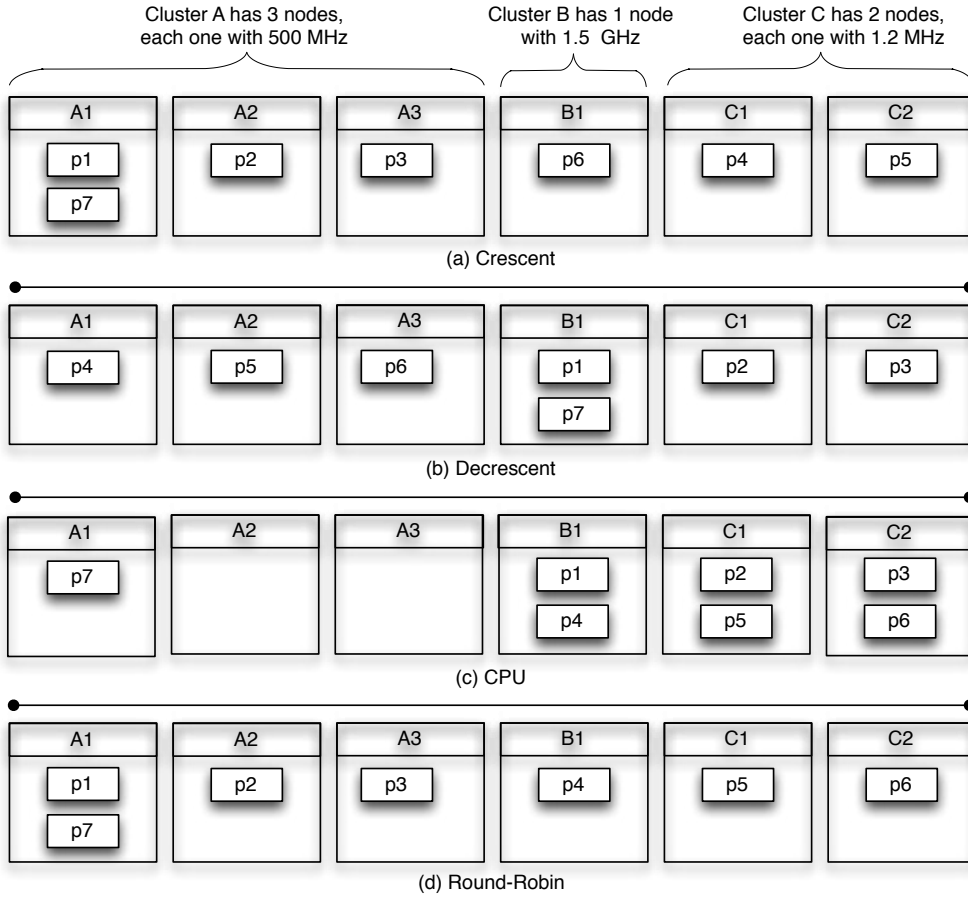 Cluster A has 3 nodes,
each one with 500 MHz
Cluster B has 1 node
with 1.5 GHz
Cluster C has 2 nodes,
each one with 1.2 MHz
A1 A2 A3 B1 C1 C2
p1 p2 p3 p6 p4 p5
p7
(a) Crescent
A1 A2 A3 B1 C1 C2
p4 p5 p6 p1 p2 p3
p7
(b) Decrescent
A1 A2 A3 B1 C1 C2
p7 p1 p2 p3
p4 p5 p6
(c) CPU
A1 A2 A3 B1 C1 C2
p1 p2 p3 p4 p5 p6
p7
(d) Round-Robin